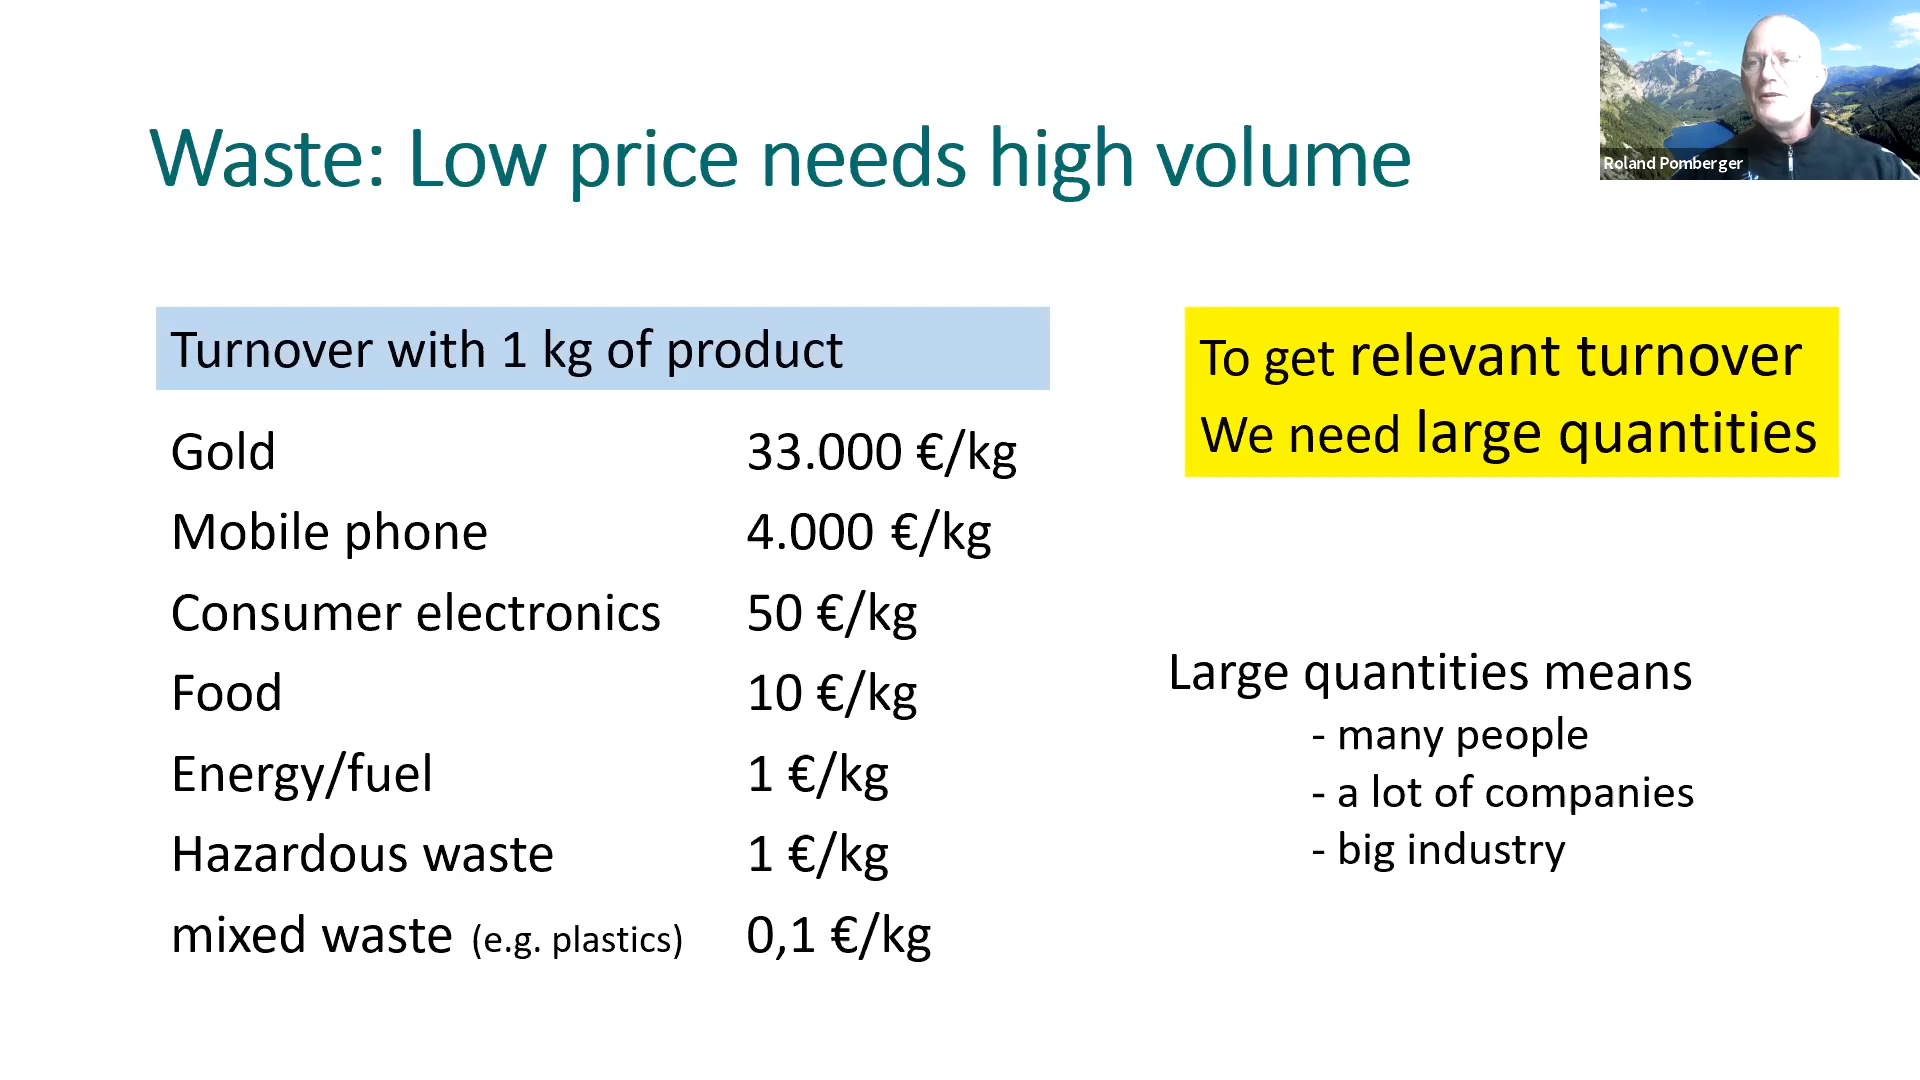 Waste: Low price needs high volume
Roland Pomberger
Turnover with 1 kg of product
Gold 33.000 €/kg
Mobile phone 4.000 €/kg
Consumer electronics 50 €/kg
Food 10 €/kg
Energy/fuel 1 €/kg
Hazardous waste 1 €/kg
mixed waste (e.g. plastics) 0,1 €/kg
To get relevant turnover
We need large quantities
Large quantities means
- many people
- a lot of companies
- big industry